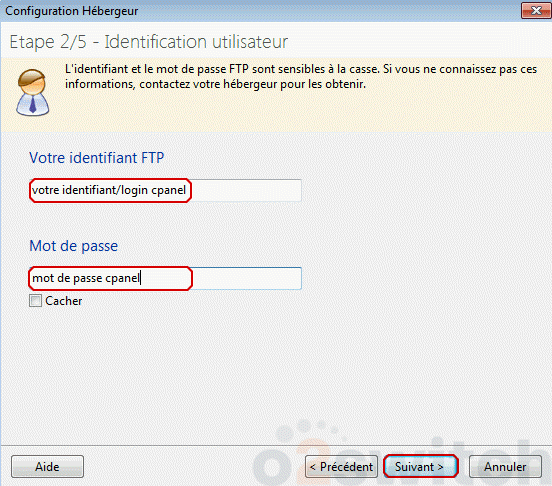 Configuration Hébergeur
Etape 2/5 - Identification utilisateur
L'identifiant et le mot de passe FTP sont sensibles à la casse. Si vous ne connaissez pas ces
informations, contactez votre hébergeur pour les obtenir.
Votre identifiant FTP
votre identifiant/login cpanel
Mot de passe
mot de passe cpanel
Cacher
o2switch
Aide
< Précédent
Suivant >
Annuler